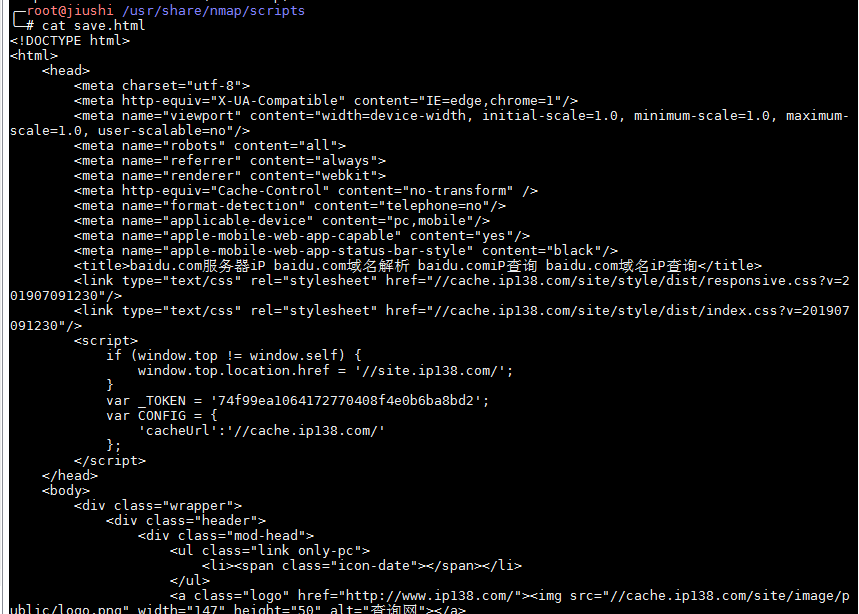 root@jiushi /usr/share/nmap/scripts
# cat save.html
<!DOCTYPE html>
<html>
    <head>
        <meta charset="utf-8">
        <meta http-equiv="X-UA-Compatible" content="IE=edge,chrome=1"/>
        <meta name="viewport" content="width=device-width, initial-scale=1.0, minimum-scale=1.0, maximum-
scale=1.0, user-scalable=no"/>
        <meta name="robots" content="all">
        <meta name="referrer" content="always">
        <meta name="renderer" content="webkit">
        <meta http-equiv="Cache-Control" content="no-transform" />
        <meta name="format-detection" content="telephone=no"/>
        <meta name="applicable-device" content="pc,mobile"/>
        <meta name="apple-mobile-web-app-capable" content="yes"/>
        <meta name="apple-mobile-web-app-status-bar-style" content="black"/>
        <title>baidu.com服务器iP baidu.com域名解析 baidu.comiP查询 baidu.com域名iP查询</title>
        <link type="text/css" rel="stylesheet" href="//cache.ip138.com/site/style/dist/responsive.css?v=2
01907091230"/>
        <link type="text/css" rel="stylesheet" href="//cache.ip138.com/site/style/dist/index.css?v=201907
091230"/>
        <script>
            if (window.top != window.self) {
                window.top.location.href = '//site.ip138.com/';
            }
            var _TOKEN = '74f99ea1064172770408f4e0b6ba8bd2';
            var CONFIG = {
                'cacheUrl':'//cache.ip138.com/'
            };
        </script>
    </head>
    <body>
        <div class="wrapper">
            <div class="header">
                <div class="mod-head">
                    <ul class="link only-pc">
                        <li><span class="icon-date"></span></li>
                    </ul>
                    <a class="logo" href="http://www.ip138.com/"><img src="//cache.ip138.com/site/image/p
ublic/logo.png" width="147" height="50" alt="查询网"></a>